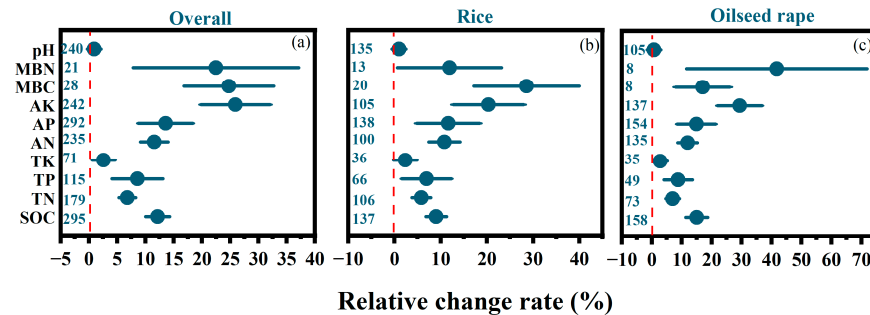 Overall
Rice
Oilseed rape
(a)
(b)
(c)
pH 240 135 105
MBN 21 13 8
MBC 28 20 8
AK 242 105 137
AP 292 138 154
AN 235 100 135
TK 71 36 35
TP 115 66 49
TN 179 106 73
SOC 295 137 158
−5 0 5 10 15 20 25 30 35 40
−10 0 10 20 30 40
−10 0 10 20 30 40 50 60 70
Relative change rate (%)